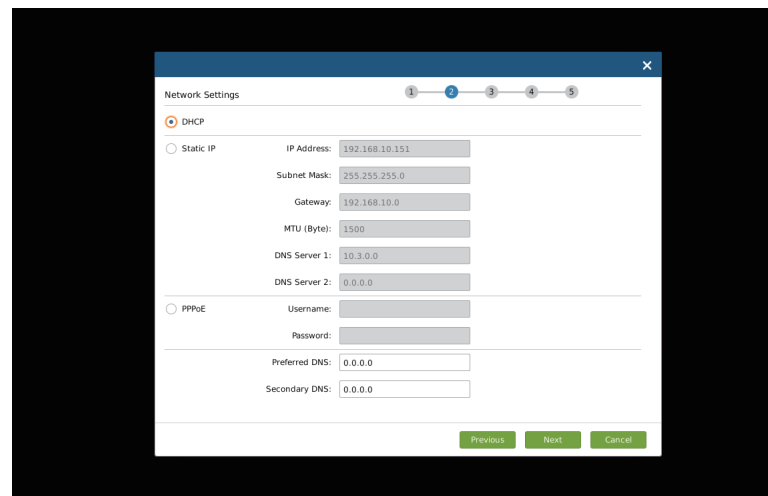 ×
Network Settings 1 2 3 4 5
DHCP
Static IP IP Address: 192.168.10.151
Subnet Mask: 255.255.255.0
Gateway: 192.168.10.0
MTU (Byte): 1500
DNS Server 1: 10.3.0.0
DNS Server 2: 0.0.0.0
PPPoE Username:
Password:
Preferred DNS: 0.0.0.0
Secondary DNS: 0.0.0.0
Previous Next Cancel